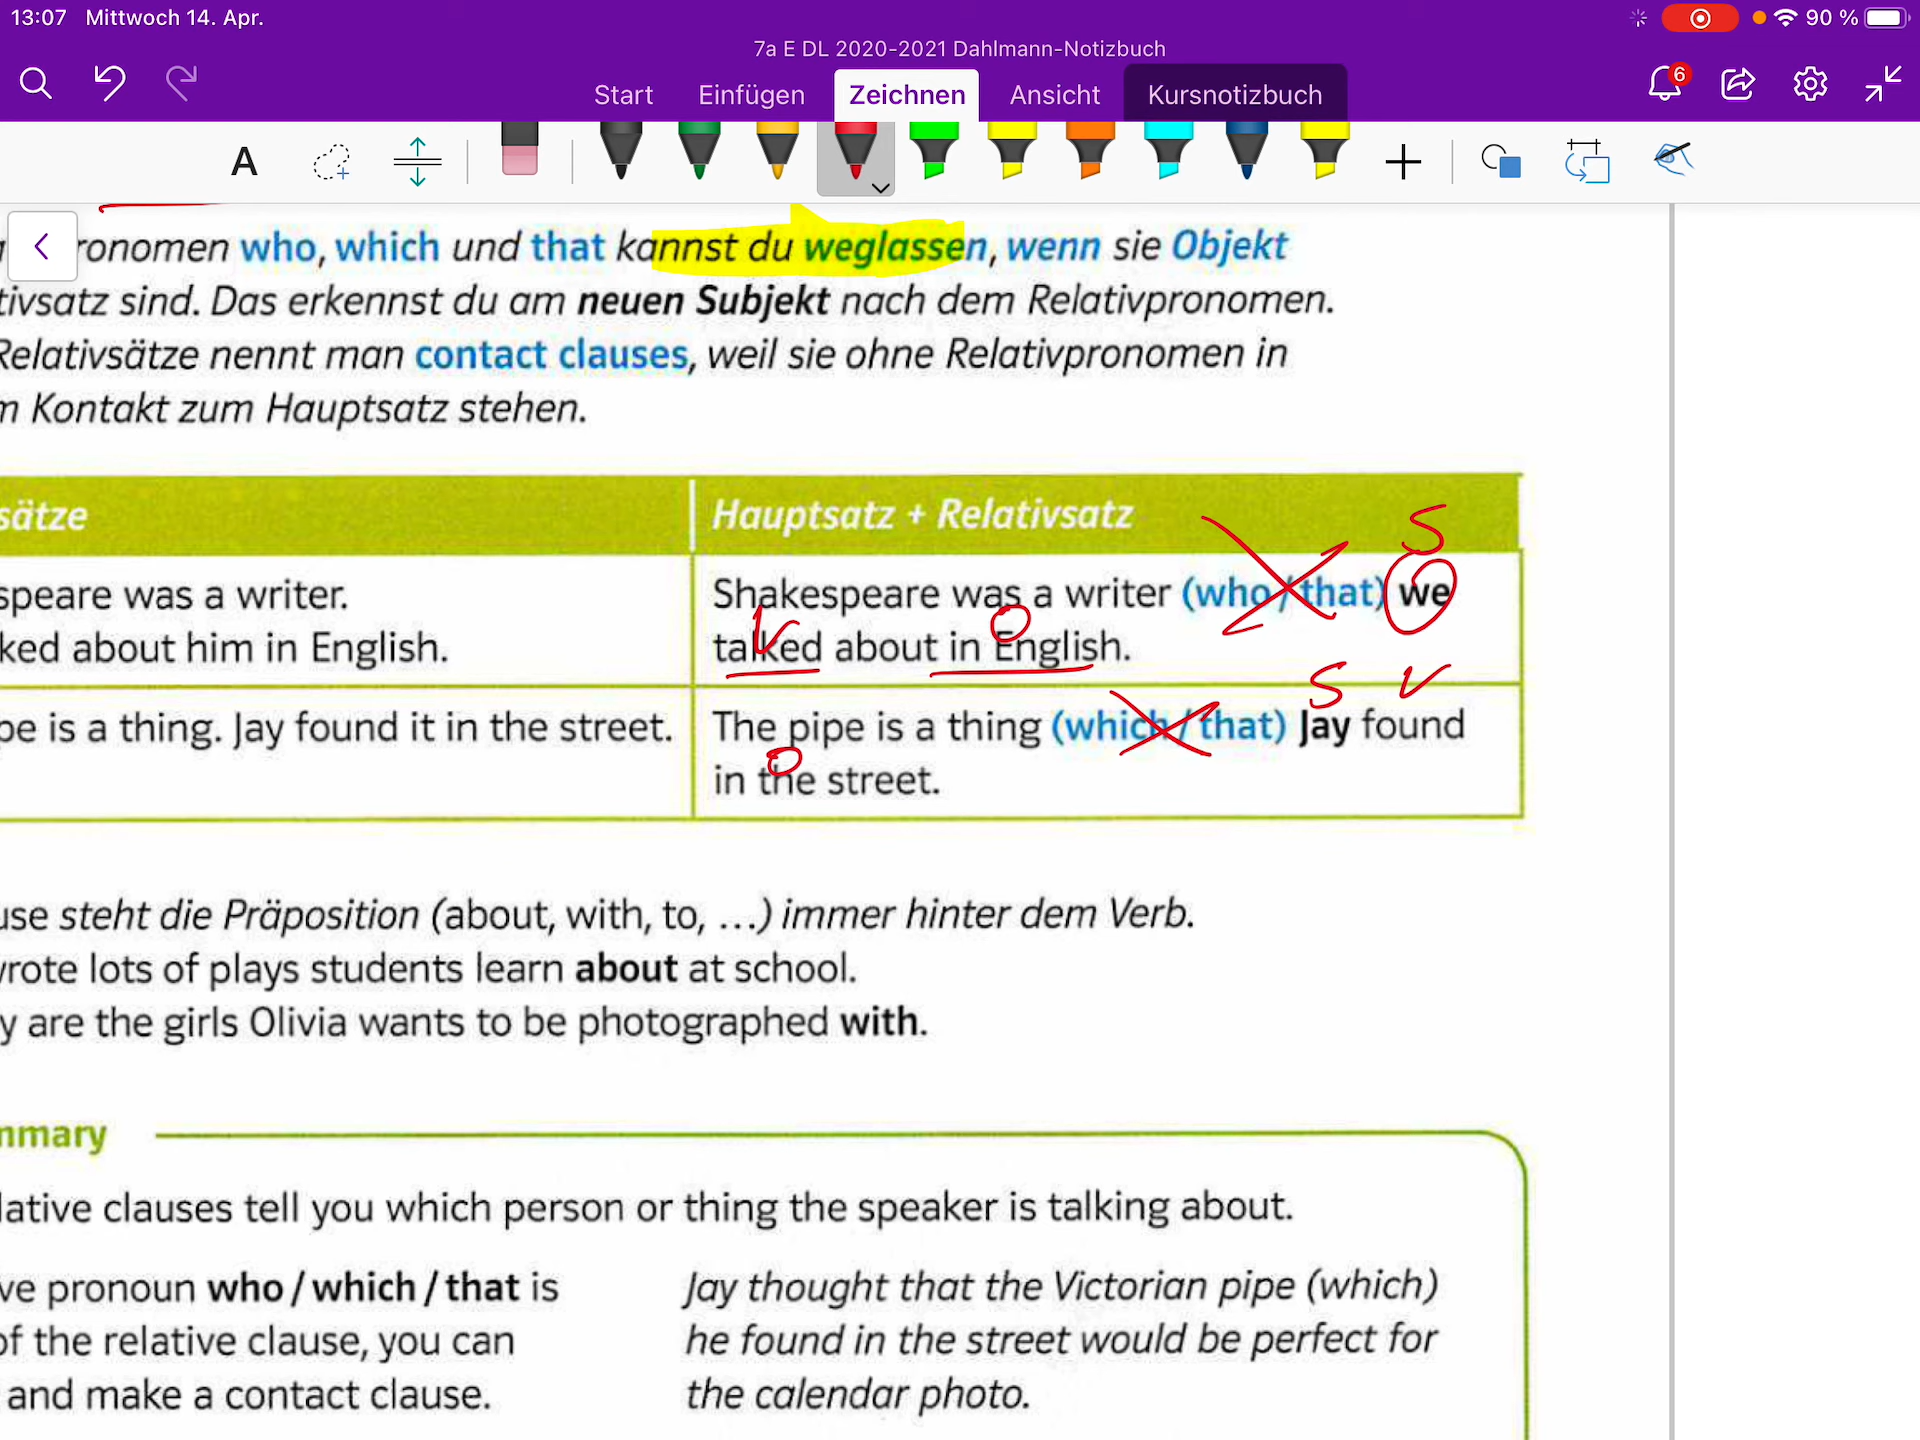 13:07 Mittwoch 14. Apr.
90 %
7a E DL 2020-2021 Dahlmann-Notizbuch
6
Start Einfügen Zeichnen Ansicht Kursnotizbuch
A
ronomen who, which und that kannst du weglassen, wenn sie Objekt
tivsatz sind. Das erkennst du am neuen Subjekt nach dem Relativpronomen.
Relativsätze nennt man contact clauses, weil sie ohne Relativpronomen in
m Kontakt zum Hauptsatz stehen.
sätze
Hauptsatz + Relativsatz
S
speare was a writer.
ked about him in English.
Shakespeare was a writer (who / that) we
V O
talked about in English.
S V
pe is a thing. Jay found it in the street.
The pipe is a thing (which / that) Jay found
O
in the street.
use steht die Präposition (about, with, to, ...) immer hinter dem Verb.
wrote lots of plays students learn about at school.
y are the girls Olivia wants to be photographed with.
mmary
lative clauses tell you which person or thing the speaker is talking about.
ve pronoun who / which / that is
of the relative clause, you can
and make a contact clause.
Jay thought that the Victorian pipe (which)
he found in the street would be perfect for
the calendar photo.